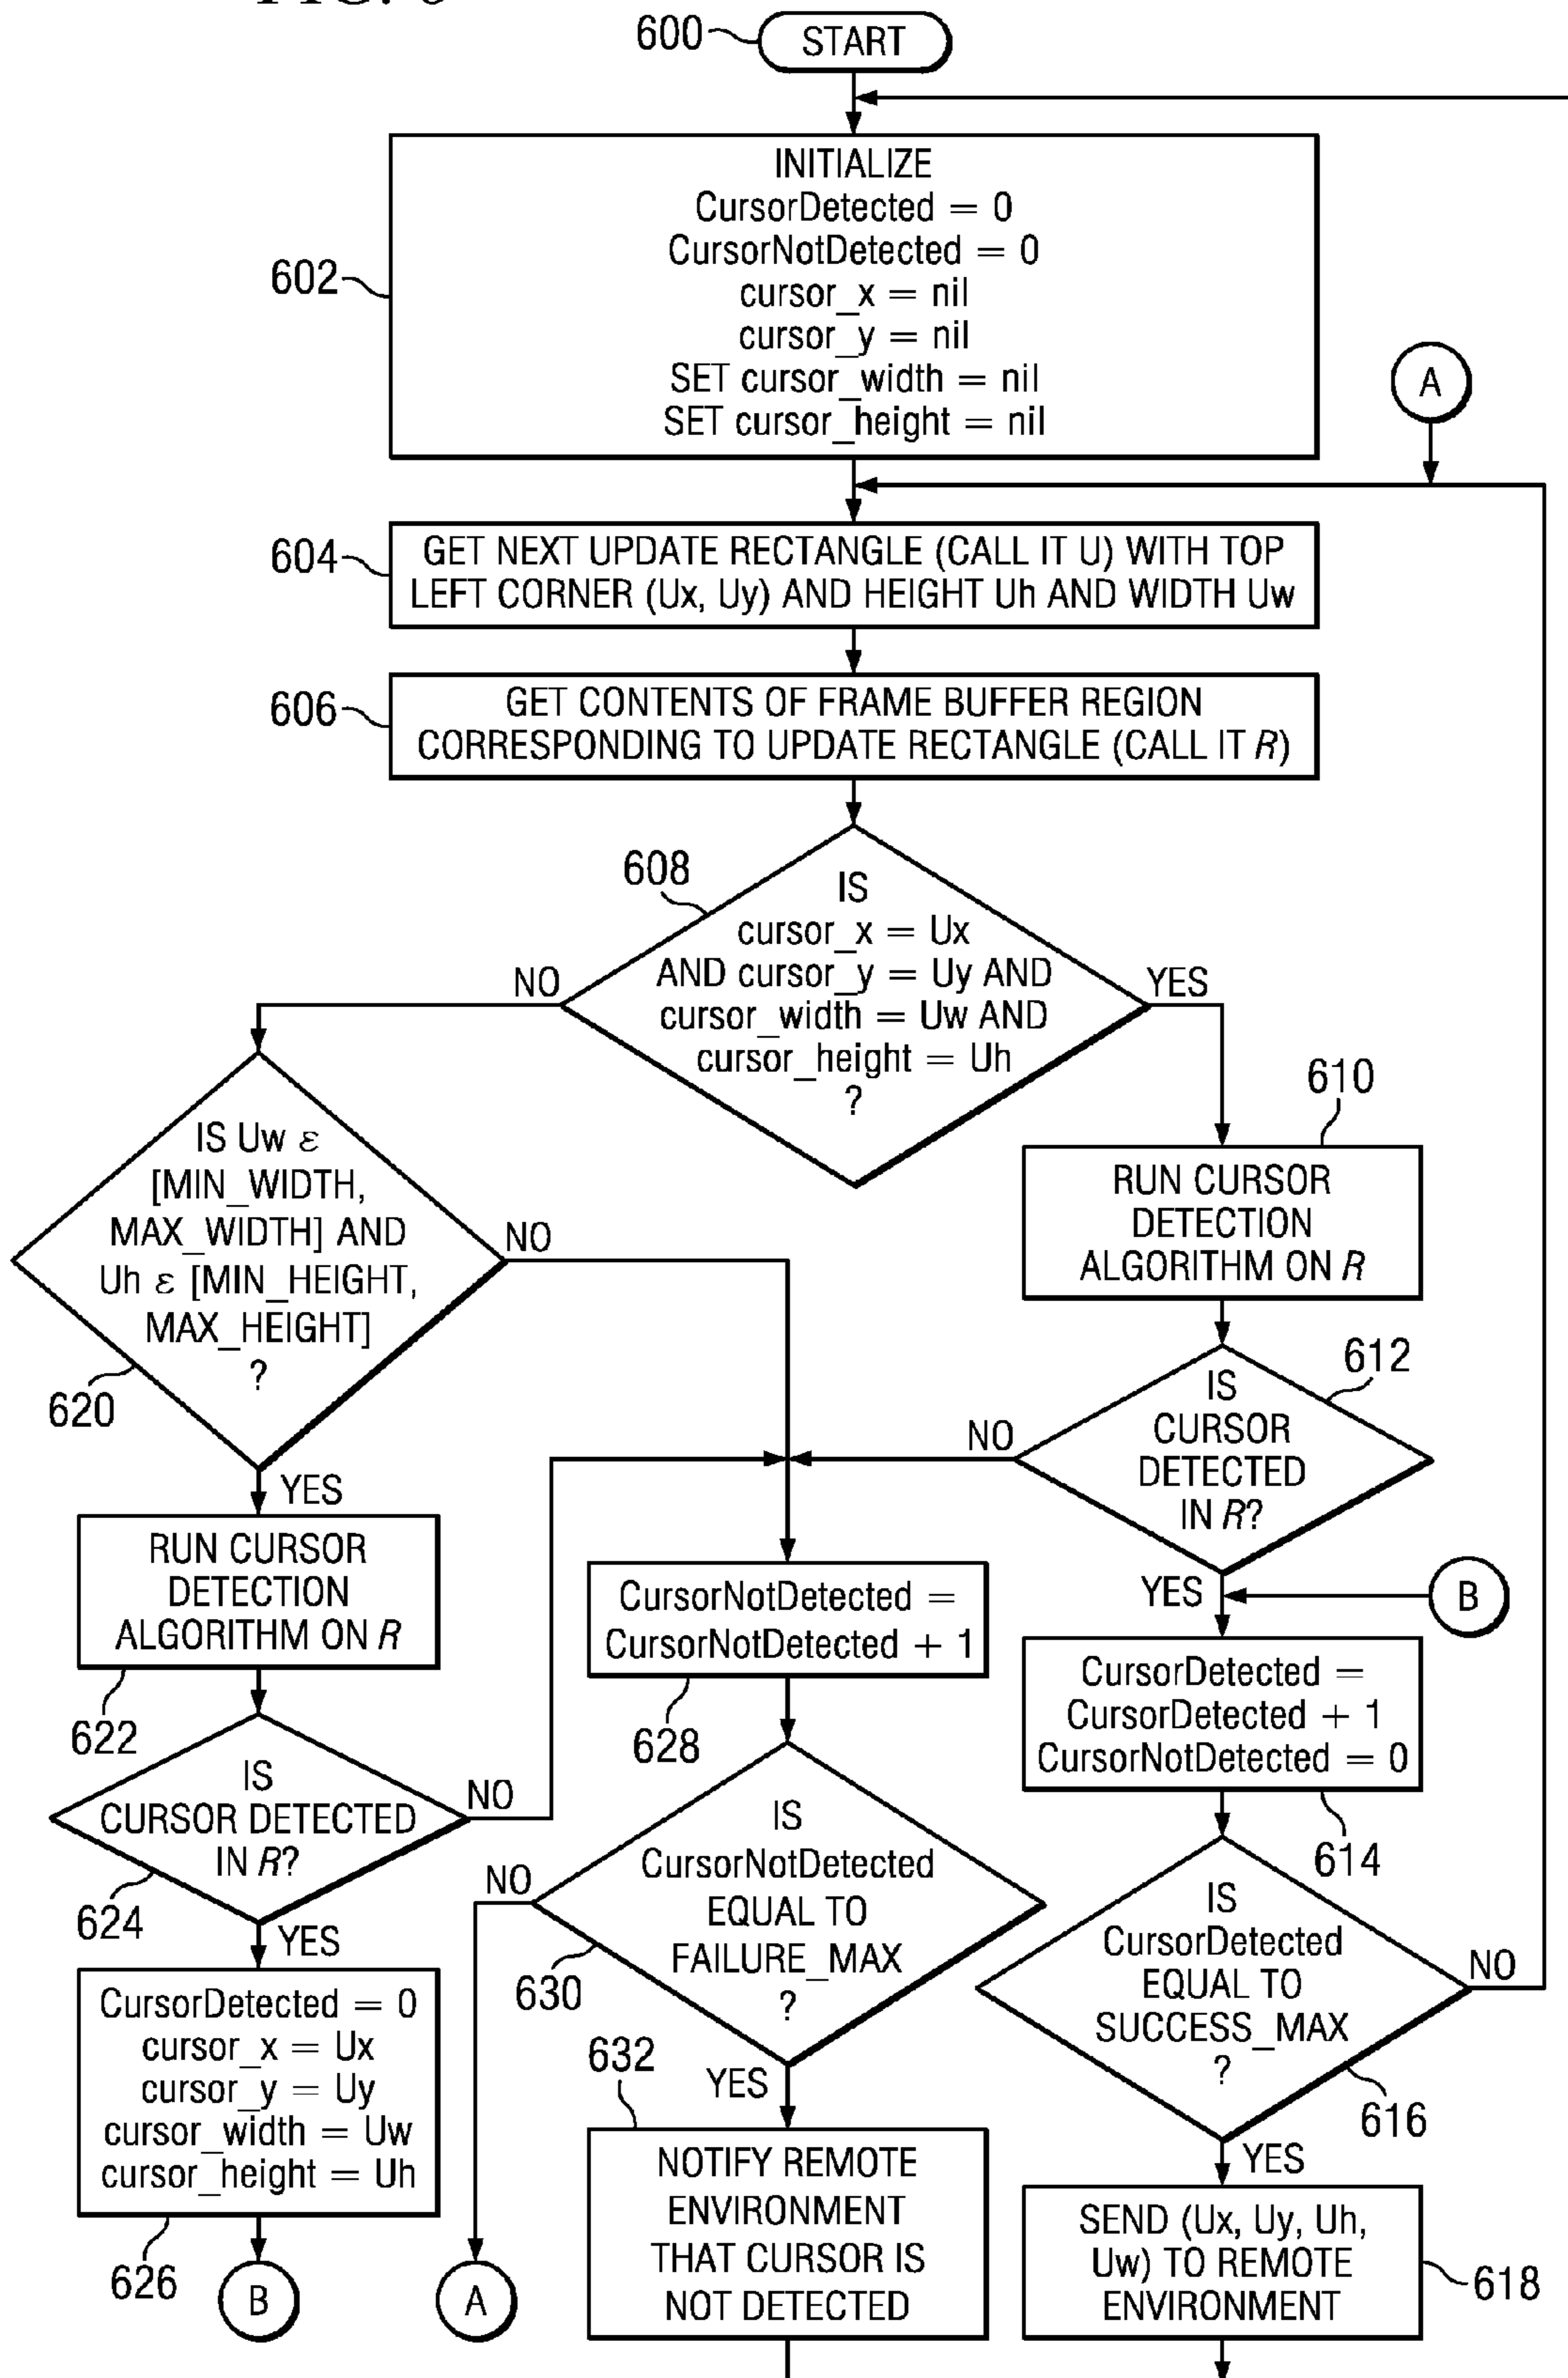 FIG. 6
600
START
INITIALIZE
CursorDetected = 0
CursorNotDetected = 0
cursor_x = nil
cursor_y = nil
SET cursor_width = nil
SET cursor_height = nil
602
A
604
GET NEXT UPDATE RECTANGLE (CALL IT U) WITH TOP
LEFT CORNER (Ux, Uy) AND HEIGHT Uh AND WIDTH Uw
606
GET CONTENTS OF FRAME BUFFER REGION
CORRESPONDING TO UPDATE RECTANGLE (CALL IT R)
608
IS
cursor_x = Ux
AND cursor_y = Uy AND
cursor_width = Uw AND
cursor_height = Uh
?
NO
YES
610
RUN CURSOR
DETECTION
ALGORITHM ON R
IS Uw ε
[MIN_WIDTH,
MAX_WIDTH] AND
Uh ε [MIN_HEIGHT,
MAX_HEIGHT]
?
NO
620
YES
612
IS
CURSOR
DETECTED
IN R?
NO
YES
B
RUN CURSOR
DETECTION
ALGORITHM ON R
622
CursorNotDetected =
CursorNotDetected + 1
628
CursorDetected =
CursorDetected + 1
CursorNotDetected = 0
614
IS
CURSOR DETECTED
IN R?
NO
624
YES
IS
CursorNotDetected
EQUAL TO
FAILURE_MAX
?
NO
630
YES
IS
CursorDetected
EQUAL TO
SUCCESS_MAX
?
NO
616
YES
CursorDetected = 0
cursor_x = Ux
cursor_y = Uy
cursor_width = Uw
cursor_height = Uh
626
B
A
632
NOTIFY REMOTE
ENVIRONMENT
THAT CURSOR IS
NOT DETECTED
SEND (Ux, Uy, Uh,
Uw) TO REMOTE
ENVIRONMENT
618